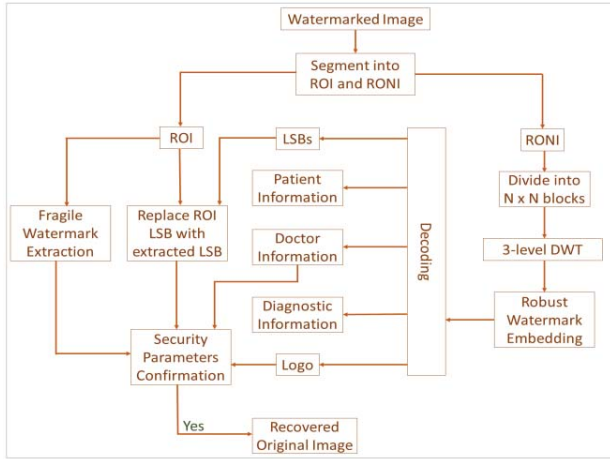 Watermarked Image
Segment into
ROI and RONI
ROI
LSBs
RONI
Patient
Information
Divide into
N x N blocks
Fragile
Watermark
Extraction
Replace ROI
LSB with
extracted LSB
Doctor
Information
Decoding
3-level DWT
Diagnostic
Information
Robust
Watermark
Embedding
Security
Parameters
Confirmation
Logo
Yes
Recovered
Original Image